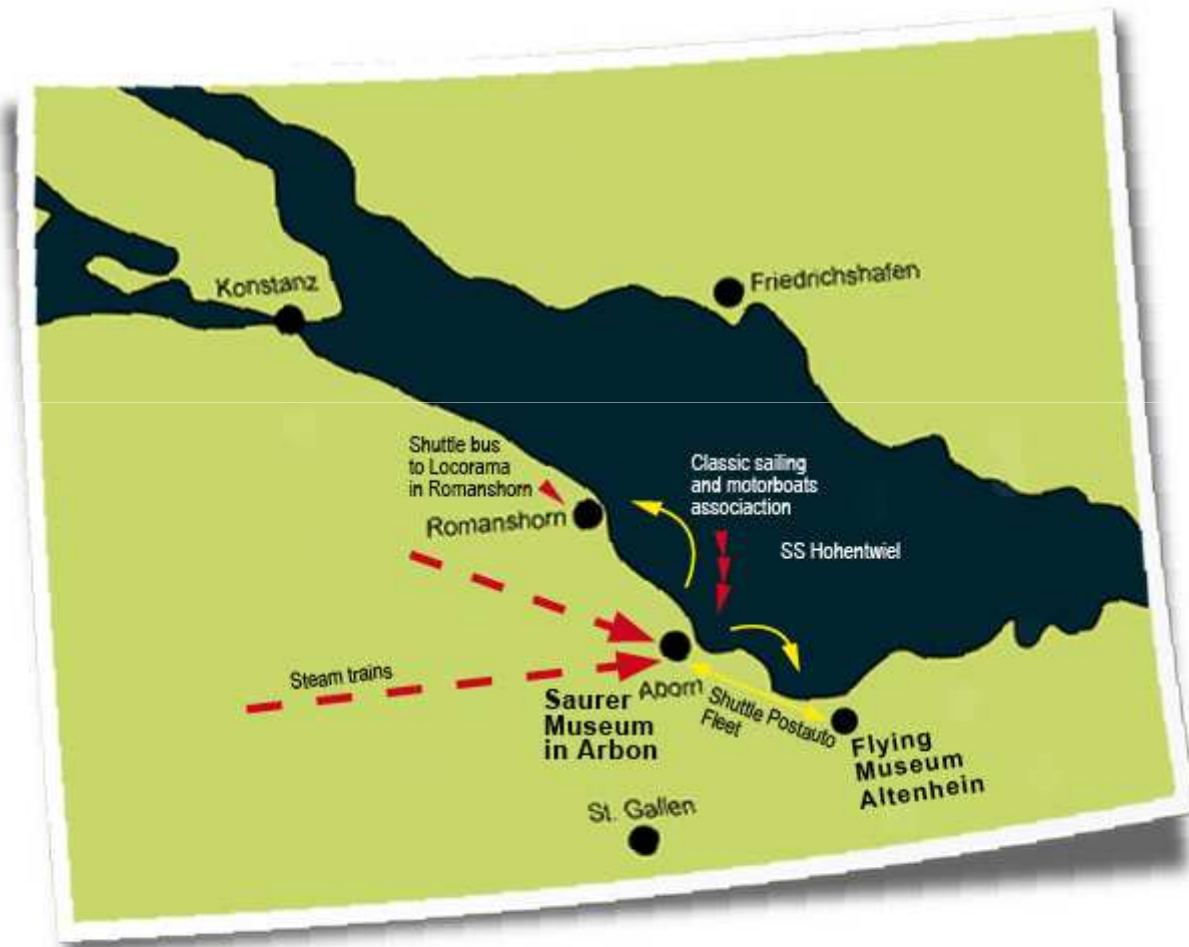 Konstanz
Friedrichshafen
Shuttle bus
to Locorama
in Romanshorn
Romanshorn
Classic sailing
and motorboats
associaction
SS Hohentwiel
Steam trains
Aborn
Saurer
Museum
in Arbon
Shuttle Postauto
Fleet
Flying
Museum
Altenhein
St. Gallen